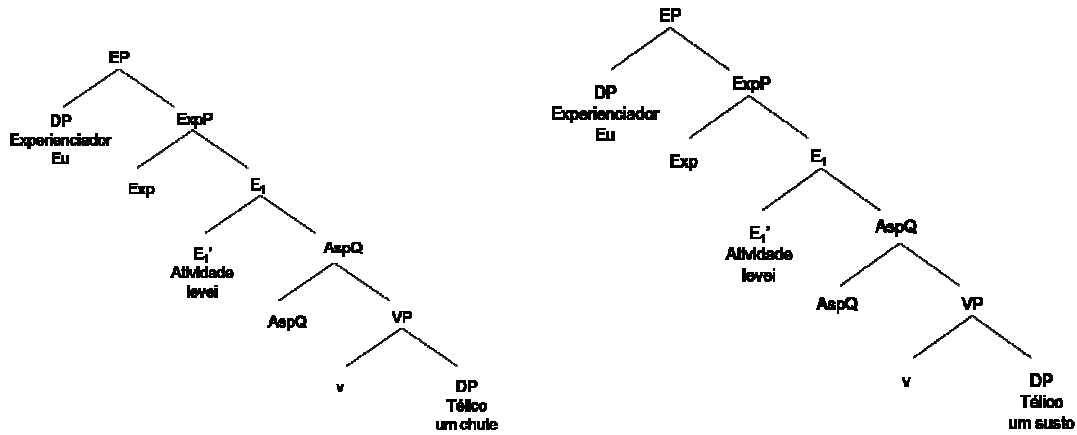 EP
DP
Experienciador
Eu
ExpP
Exp
E1
E1'
Atividade
levei
AspQ
AspQ
VP
v
DP
Télico
um chute
EP
DP
Experienciador
Eu
ExpP
Exp
E1
E1'
Atividade
levei
AspQ
AspQ
VP
v
DP
Télico
um susto